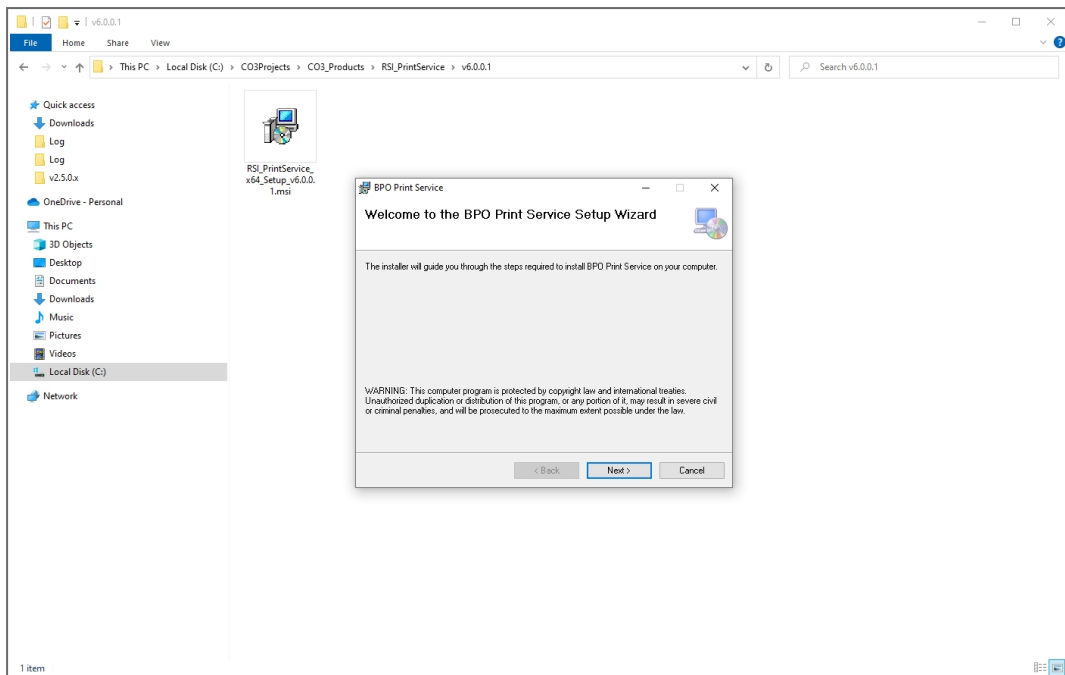 v6.0.0.1
File Home Share View
This PC > Local Disk (C:) > CO3Projects > CO3_Products > RSI_PrintService > v6.0.0.1
Search v6.0.0.1
Quick access
Downloads
Log
Log
v2.5.0.x
OneDrive - Personal
This PC
3D Objects
Desktop
Documents
Downloads
Music
Pictures
Videos
Local Disk (C:)
Network
RSI_PrintService_
x64_Setup_v6.0.0.
1.msi
BPO Print Service
Welcome to the BPO Print Service Setup Wizard
The installer will guide you through the steps required to install BPO Print Service on your computer.
WARNING: This computer program is protected by copyright law and international treaties.
Unauthorized duplication or distribution of this program, or any portion of it, may result in severe civil
or criminal penalties, and will be prosecuted to the maximum extent possible under the law.
< Back Next > Cancel
1 item